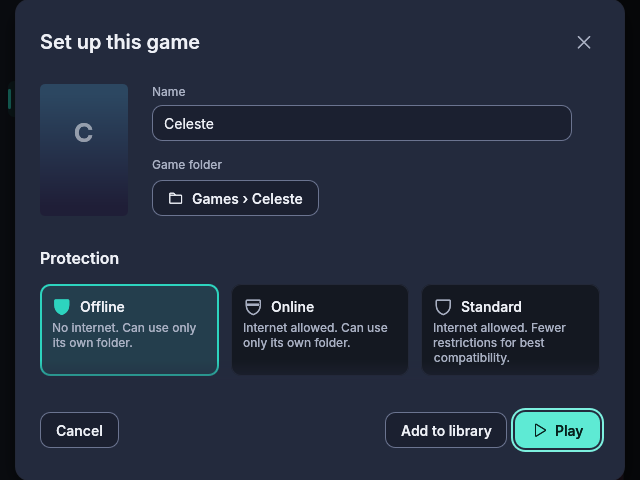 Set up this game
C
Name
Celeste
Game folder
Games › Celeste
Protection
Offline
No internet. Can use only
its own folder.
Online
Internet allowed. Can use
only its own folder.
Standard
Internet allowed. Fewer
restrictions for best
compatibility.
Cancel
Add to library
Play